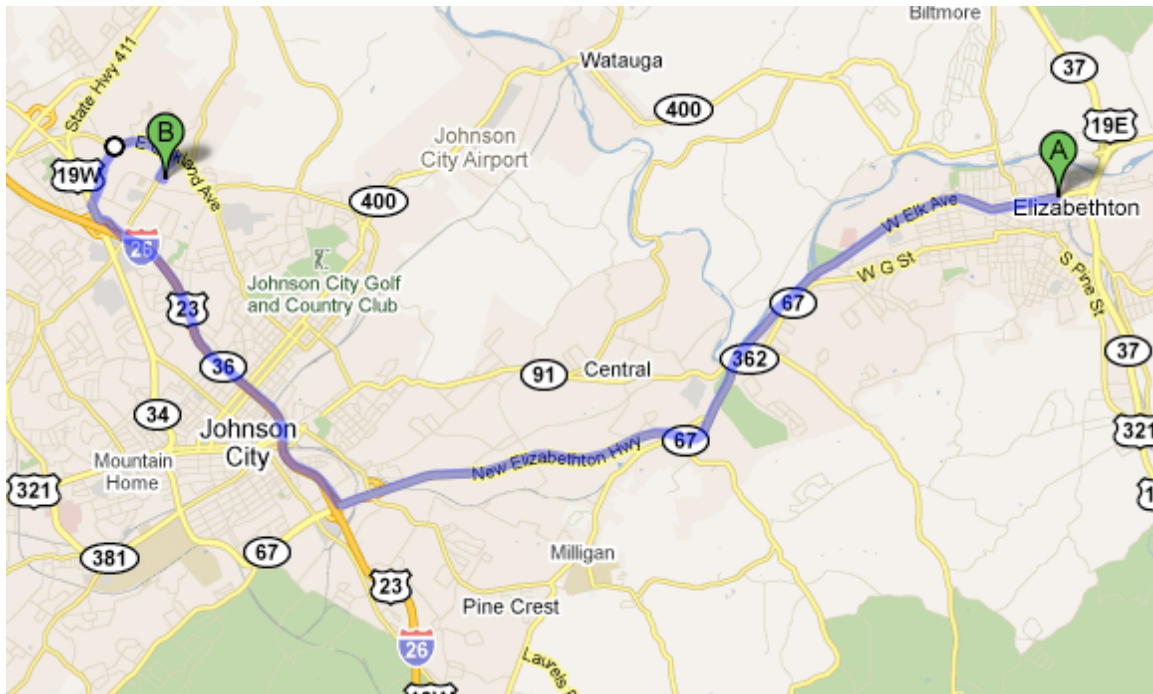 Biltmore
State Hwy 411
Watauga
37
400
19E
Johnson
City Airport
B
A
19W
W Elk Ave
Elizabethton
400
26
W G St
S Pine St
Johnson City Golf
and Country Club
67
23
362
37
36
91
Central
34
321
Johnson
City
67
New Elizabethton Hwy
Mountain
Home
321
381
67
Milligan
23
Pine Crest
26
Laurels